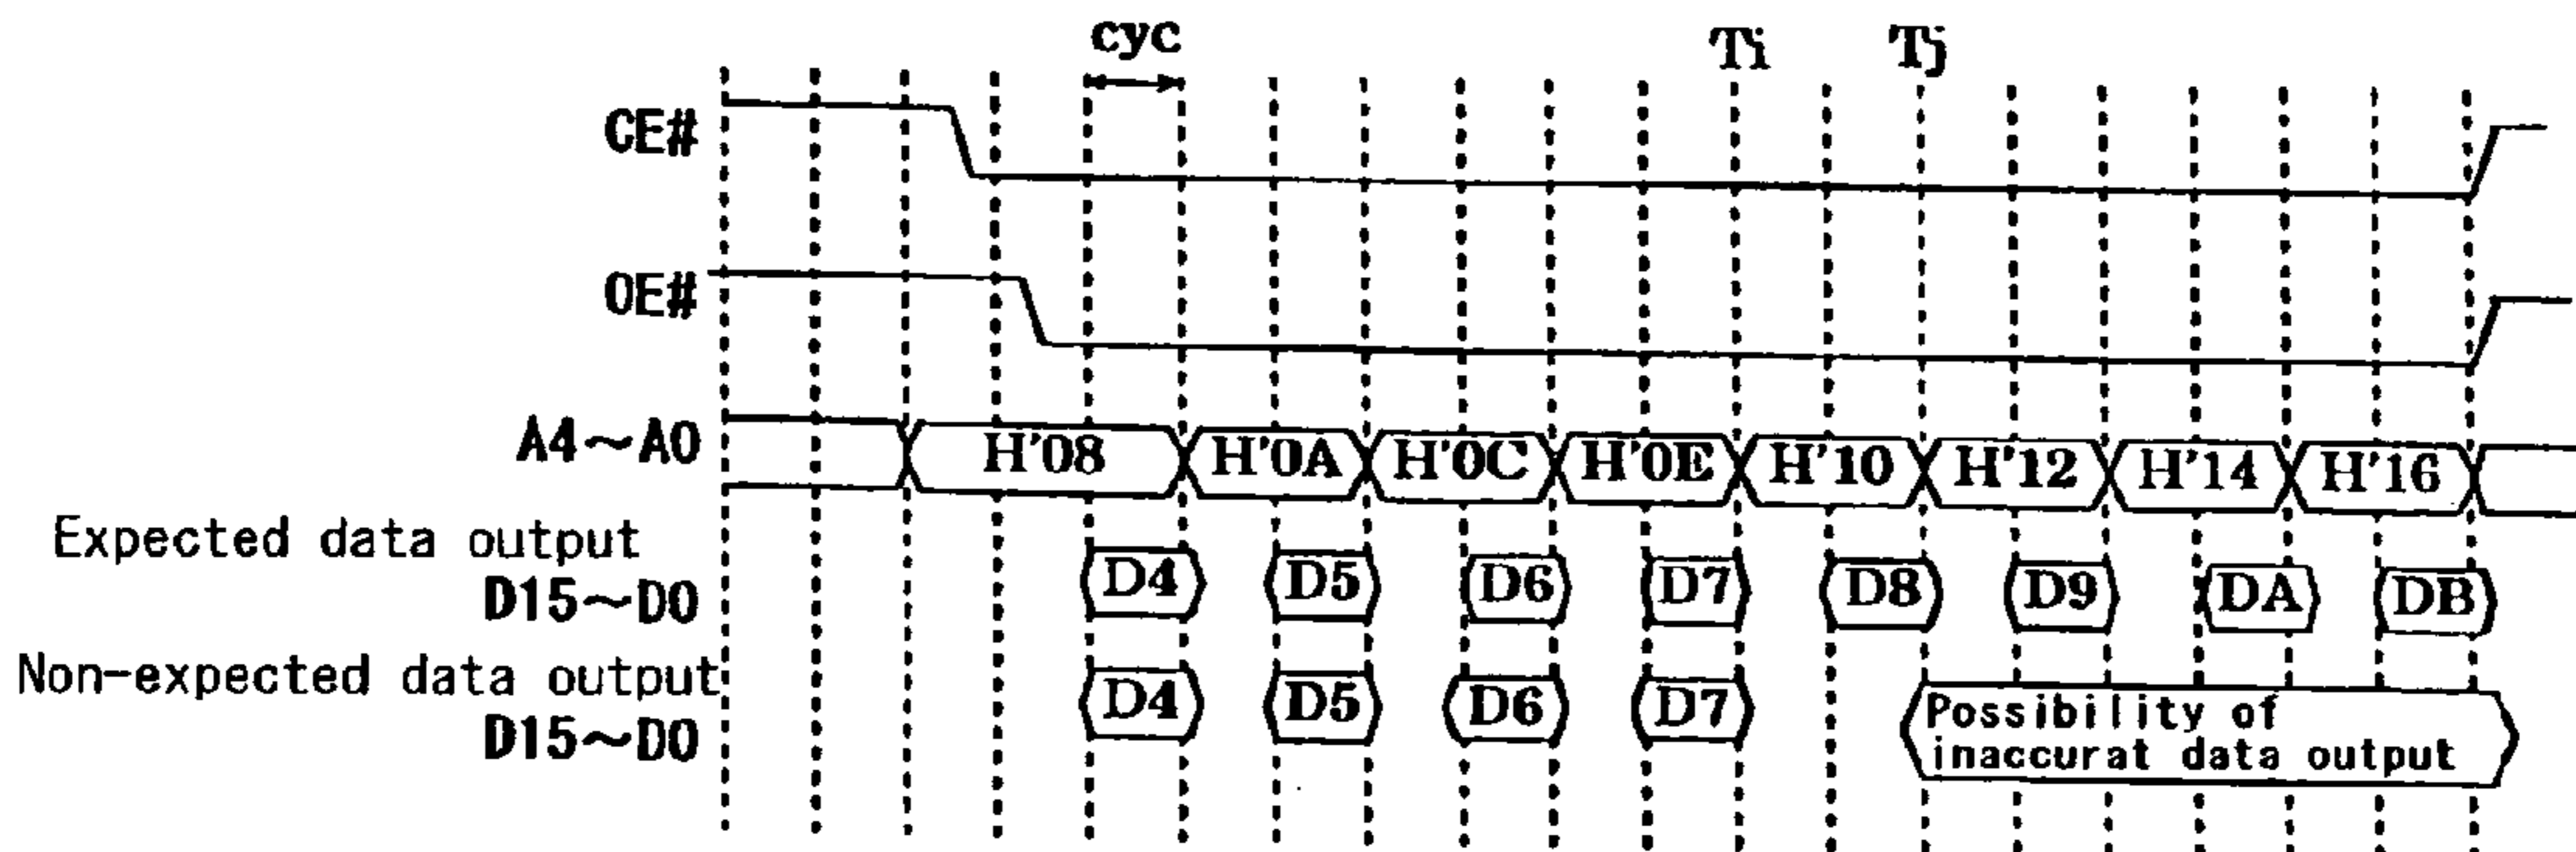 cyc Ti Tj
CE#
OE#
A4~A0 H'08 H'0A H'0C H'0E H'10 H'12 H'14 H'16
Expected data output
D15~D0 D4 D5 D6 D7 D8 D9 DA DB
Non-expected data output
D15~D0 D4 D5 D6 D7
Possibility of
inaccurat data output